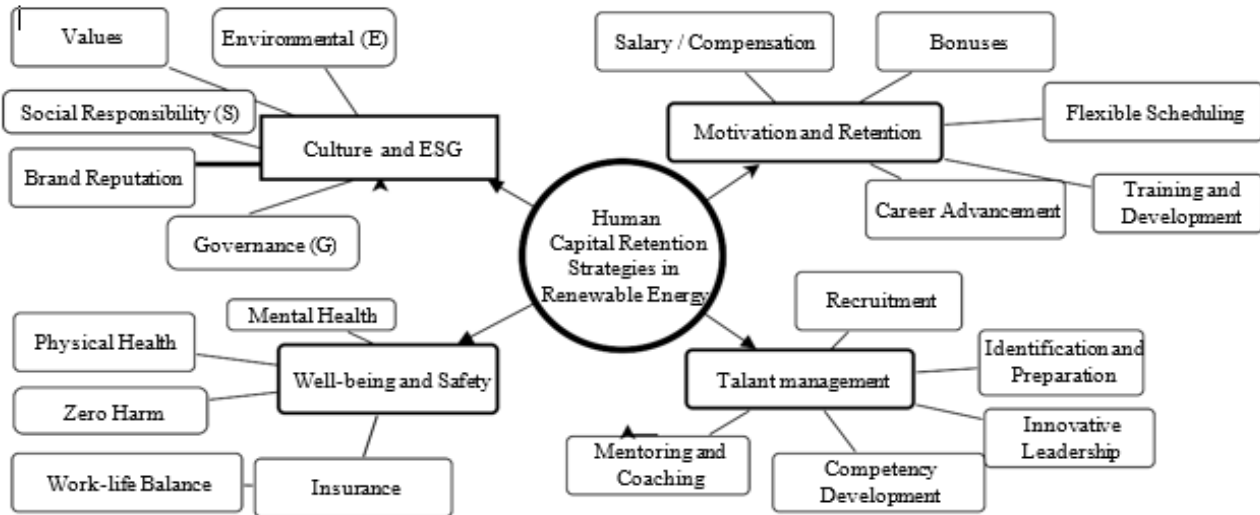 Values
Environmental (E)
Social Responsibility (S)
Culture and ESG
Brand Reputation
Governance (G)
Salary / Compensation
Bonuses
Flexible Scheduling
Motivation and Retention
Training and
Development
Career Advancement
Human
Capital Retention
Strategies in
Renewable Energy
Mental Health
Physical Health
Well-being and Safety
Zero Harm
Work-life Balance
Insurance
Recruitment
Identification and
Preparation
Talant management
Innovative
Leadership
Mentoring and
Coaching
Competency
Development